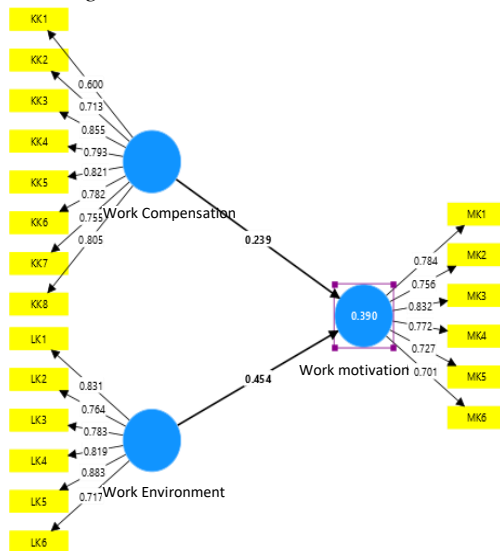 KK1
KK2
KK3
KK4
KK5
KK6
KK7
KK8
0.600
0.713
0.855
0.793
0.821
0.782
0.755
0.805
Work Compensation
0.239
LK1
LK2
LK3
LK4
LK5
LK6
0.831
0.764
0.783
0.819
0.883
0.717
Work Environment
0.454
0.390
Work motivation
0.784
0.756
0.832
0.772
0.727
0.701
MK1
MK2
MK3
MK4
MK5
MK6